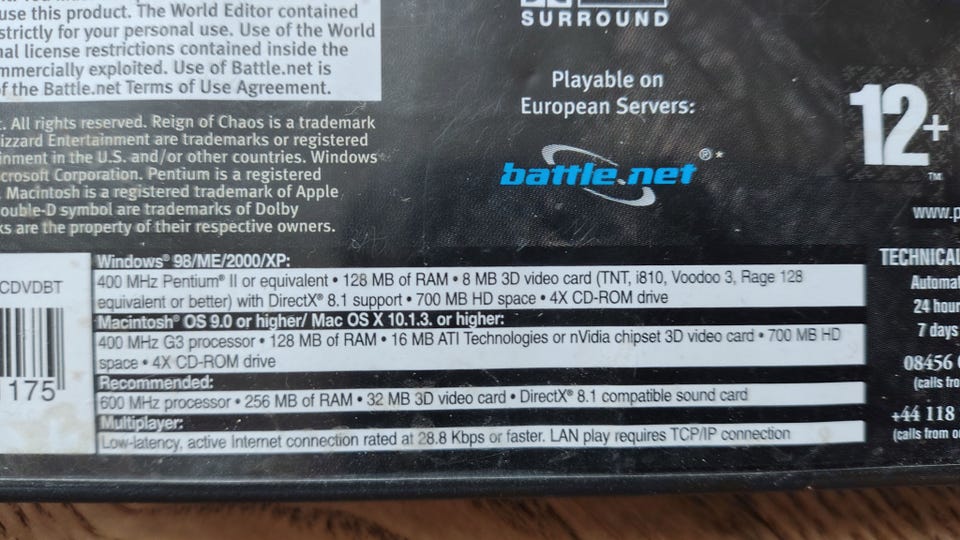 use this product. The World Editor contained
strictly for your personal use. Use of the World
license restrictions contained inside the
exploited. Use of Battle.net is
f the Battle.net Terms of Use Agreement.
. All rights reserved. Reign of Chaos is a trademark
Entertainment are trademarks or registered
in the U.S. and/or other countries. Windows
Corporation. Pentium is a registered
Macintosh is a registered trademark of Apple
symbol are trademarks of Dolby
are the property of their respective owners.
SURROUND
Playable on
European Servers:
battle.net®*
12+
™
www.p
CDVDBT
1175
Windows® 98/ME/2000/XP:
400 MHz Pentium® II or equivalent • 128 MB of RAM • 8 MB 3D video card (TNT, i810, Voodoo 3, Rage 128
equivalent or better) with DirectX® 8.1 support • 700 MB HD space • 4X CD-ROM drive
Macintosh® OS 9.0 or higher/ Mac OS X 10.1.3. or higher:
400 MHz G3 processor • 128 MB of RAM • 16 MB ATI Technologies or nVidia chipset 3D video card • 700 MB HD
space • 4X CD-ROM drive
Recommended:
600 MHz processor • 256 MB of RAM • 32 MB 3D video card • DirectX® 8.1 compatible sound card
Multiplayer:
Low-latency, active Internet connection rated at 28.8 Kbps or faster. LAN play requires TCP/IP connection
TECHNICAL
Automat
24 hour
7 days
08456
(calls fro
+44 118
(calls from o